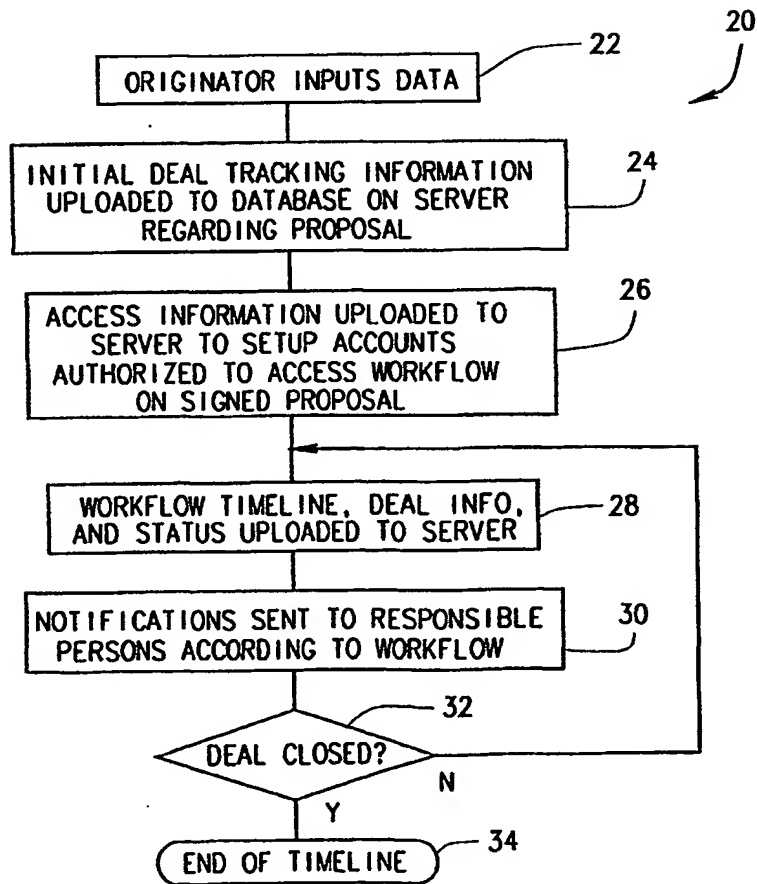 20
22
ORIGINATOR INPUTS DATA
INITIAL DEAL TRACKING INFORMATION
UPLOADED TO DATABASE ON SERVER
REGARDING PROPOSAL
24
ACCESS INFORMATION UPLOADED TO
SERVER TO SETUP ACCOUNTS
AUTHORIZED TO ACCESS WORKFLOW
ON SIGNED PROPOSAL
26
WORKFLOW TIMELINE, DEAL INFO,
AND STATUS UPLOADED TO SERVER
28
NOTIFICATIONS SENT TO RESPONSIBLE
PERSONS ACCORDING TO WORKFLOW
30
32
DEAL CLOSED?
N
Y
34
END OF TIMELINE